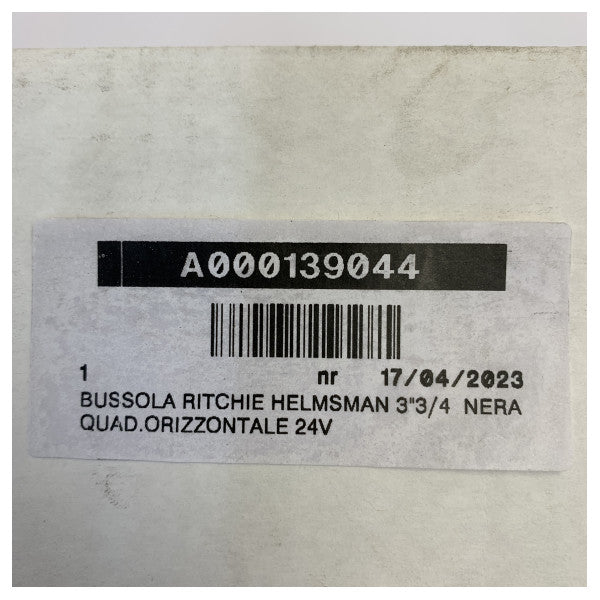 A000139044
1 nr 17/04/2023
BUSSOLA RITCHIE HELMSMAN 3"3/4 NERA
QUAD.ORIZZONTALE 24V